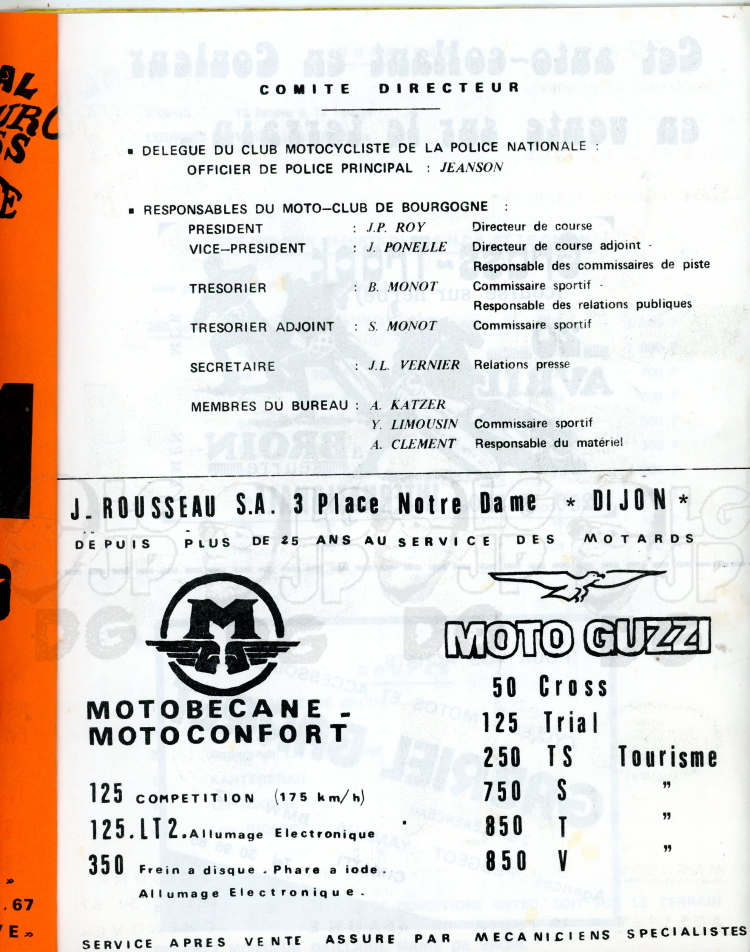 COMITE DIRECTEUR
▪ DELEGUE DU CLUB MOTOCYCLISTE DE LA POLICE NATIONALE :
OFFICIER DE POLICE PRINCIPAL : JEANSON
▪ RESPONSABLES DU MOTO–CLUB DE BOURGOGNE :
PRESIDENT : J.P. ROY Directeur de course
VICE–PRESIDENT : J. PONELLE Directeur de course adjoint -
Responsable des commissaires de piste
TRESORIER : B. MONOT Commissaire sportif -
Responsable des relations publiques
TRESORIER ADJOINT : S. MONOT Commissaire sportif
SECRETAIRE : J.L. VERNIER Relations presse
MEMBRES DU BUREAU : A. KATZER
Y. LIMOUSIN Commissaire sportif
A. CLEMENT Responsable du matériel
J. ROUSSEAU S.A. 3 Place Notre Dame * DIJON *
DEPUIS PLUS DE 25 ANS AU SERVICE DES MOTARDS
M
MOTOBECANE -
MOTOCONFORT
125 COMPETITION (175 km/h)
125.LT2.Allumage Electronique
350 Frein a disque . Phare a iode.
Allumage Electronique.
MOTO GUZZI
50 Cross
125 Trial
250 TS Tourisme
750 S "
850 T "
850 V "
SERVICE APRES VENTE ASSURE PAR MECANICIENS SPECIALISTES
.67